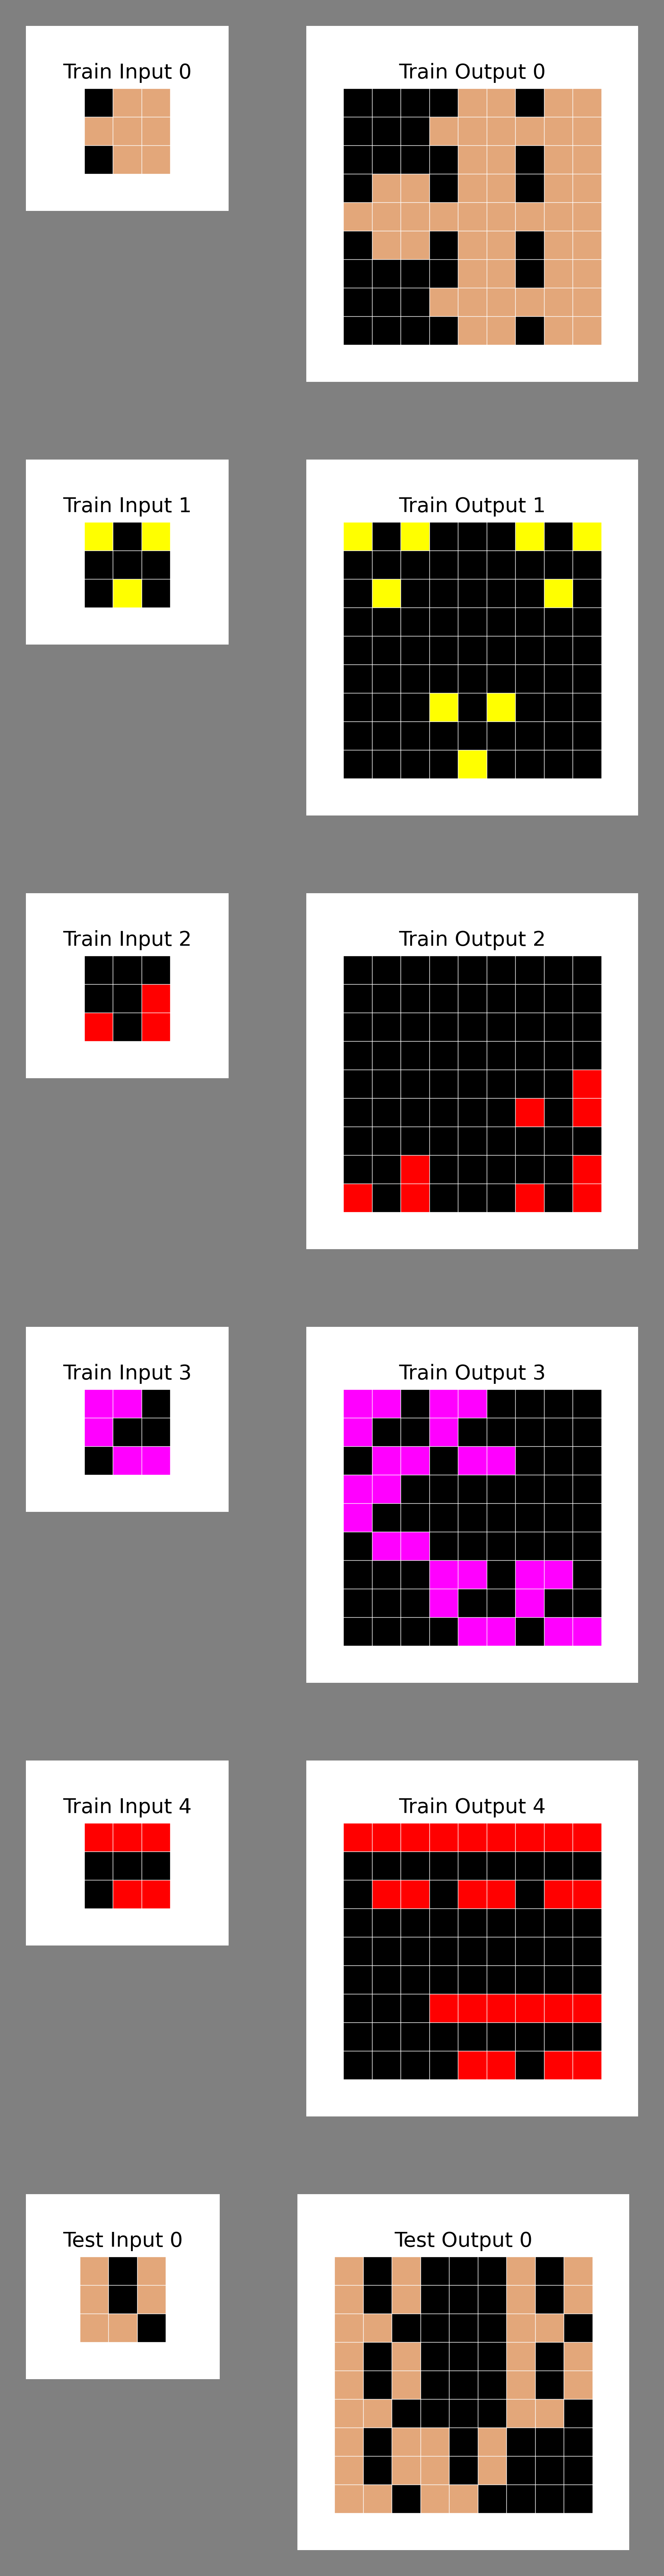 Train Input 0
Train Output 0
Train Input 1
Train Output 1
Train Input 2
Train Output 2
Train Input 3
Train Output 3
Train Input 4
Train Output 4
Test Input 0
Test Output 0